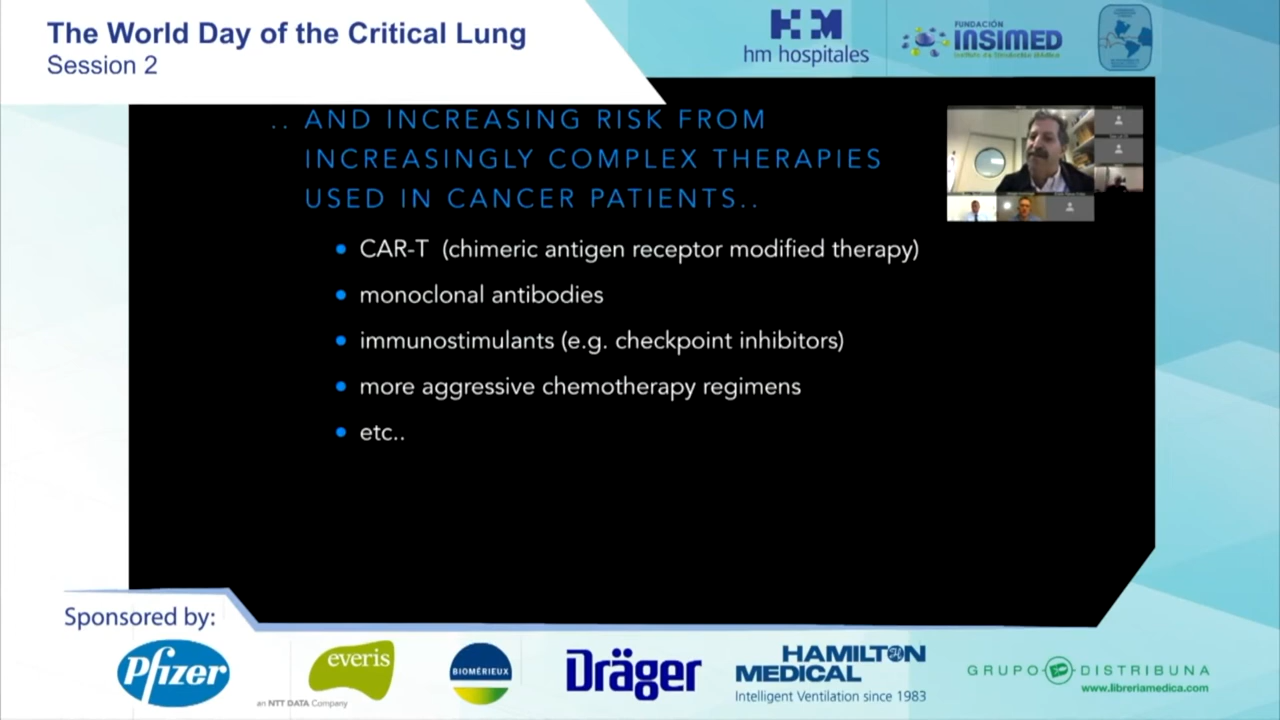 The World Day of the Critical Lung
Session 2
hm hospitales
FUNDACIÓN
INSIMED
.. AND INCREASING RISK FROM
INCREASINGLY COMPLEX THERAPIES
USED IN CANCER PATIENTS..
CAR-T (chimeric antigen receptor modified therapy)
monoclonal antibodies
immunostimulants (e.g. checkpoint inhibitors)
more aggressive chemotherapy regimens
etc..
Sponsored by:
Pfizer
everis
an NTT DATA Company
BIOMÉRIEUX
Dräger
HAMILTON
MEDICAL
Intelligent Ventilation since 1983
GRUPO DISTRIBUNA
www.libreriamedica.com